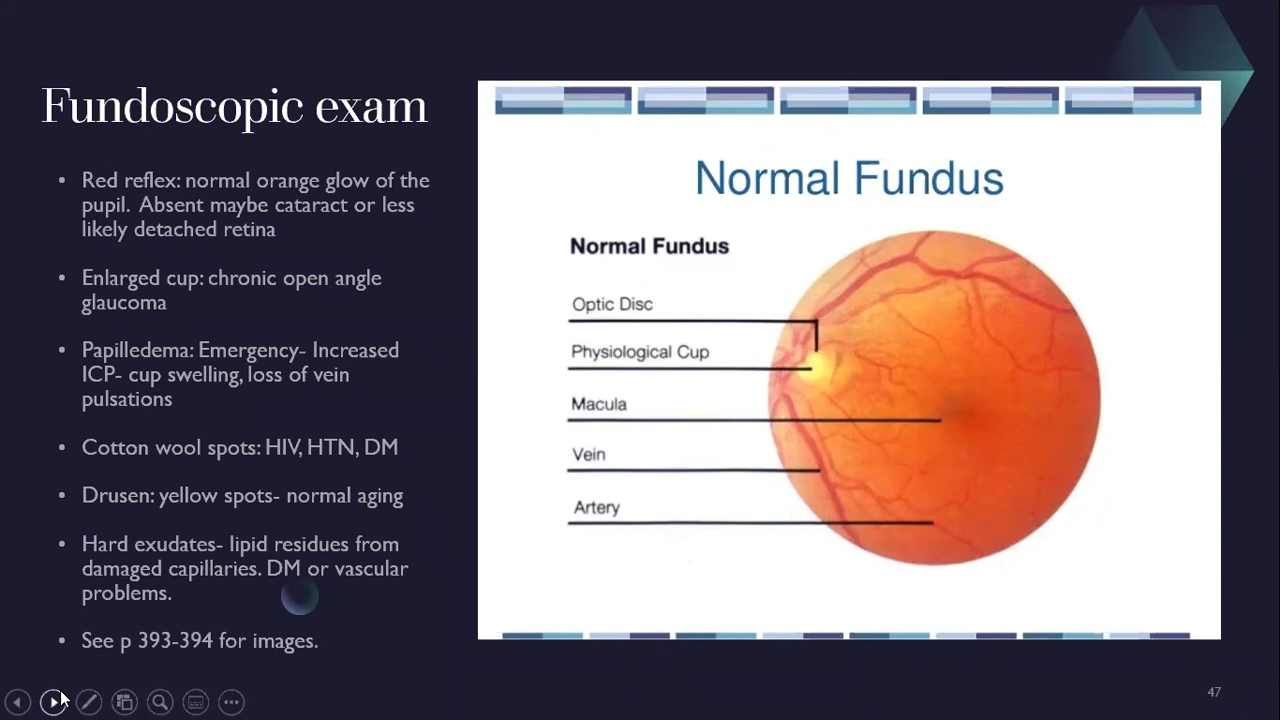 Fundoscopic exam
• Red reflex: normal orange glow of the
pupil. Absent maybe cataract or less
likely detached retina
• Enlarged cup: chronic open angle
glaucoma
• Papilledema: Emergency- Increased
ICP- cup swelling, loss of vein
pulsations
• Cotton wool spots: HIV, HTN, DM
• Drusen: yellow spots- normal aging
• Hard exudates- lipid residues from
damaged capillaries. DM or vascular
problems.
• See p 393-394 for images.
Normal Fundus
Normal Fundus
Optic Disc
Physiological Cup
Macula
Vein
Artery
47